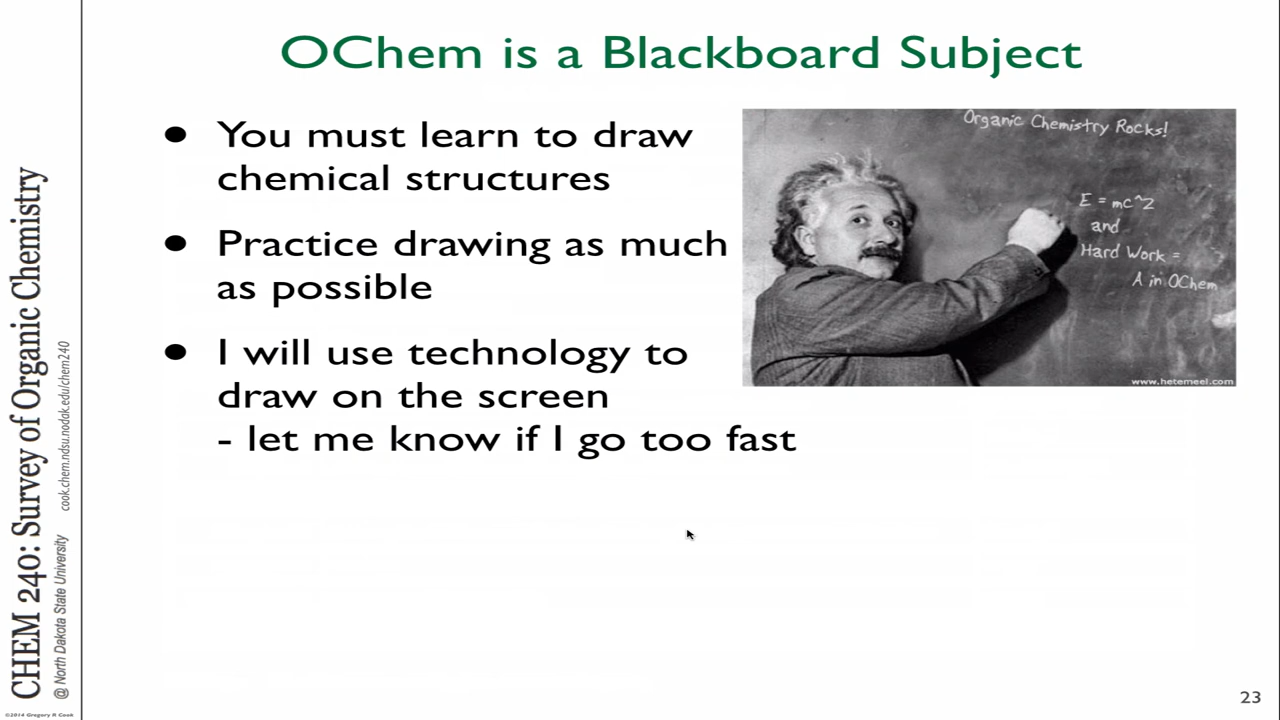 OChem is a Blackboard Subject
● You must learn to draw
chemical structures
● Practice drawing as much
as possible
● I will use technology to
draw on the screen
- let me know if I go too fast
Organic Chemistry Rocks!
E = mc^2
and
Hard Work =
A in OChem
www.hetemeel.com
CHEM 240: Survey of Organic Chemistry
@ North Dakota State University cook.chem.ndsu.nodak.edu/chem240
©2014 Gregory R Cook
23